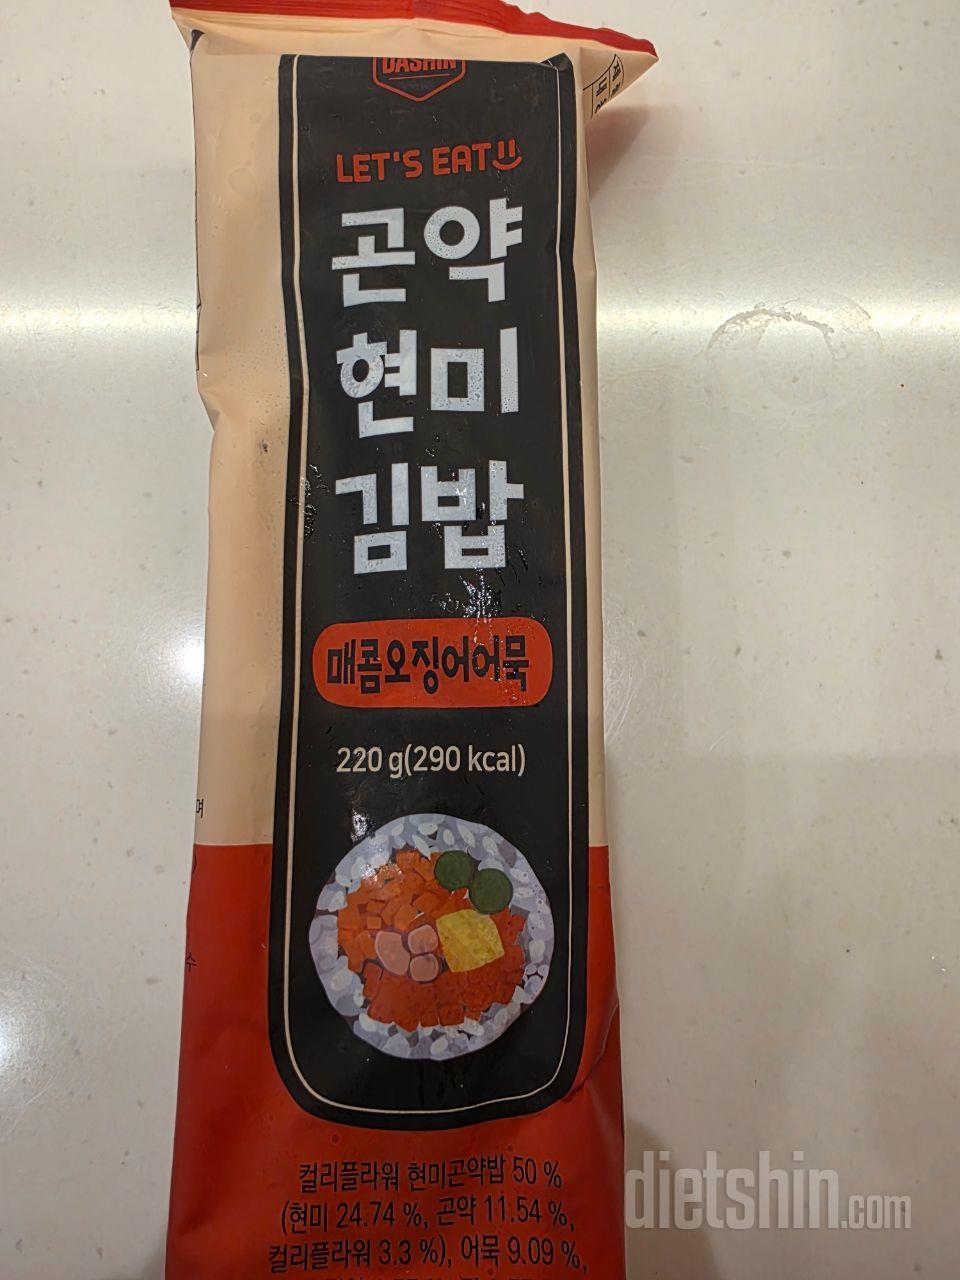 DASHIN
LET'S EAT
곤약
현미
김밥
매콤오징어어묵
220 g(290 kcal)
며
수
컬리플라워 현미곤약밥 50 %
(현미 24.74 %, 곤약 11.54 %,
컬리플라워 3.3 %), 어묵 9.09 %,
dietshin.com